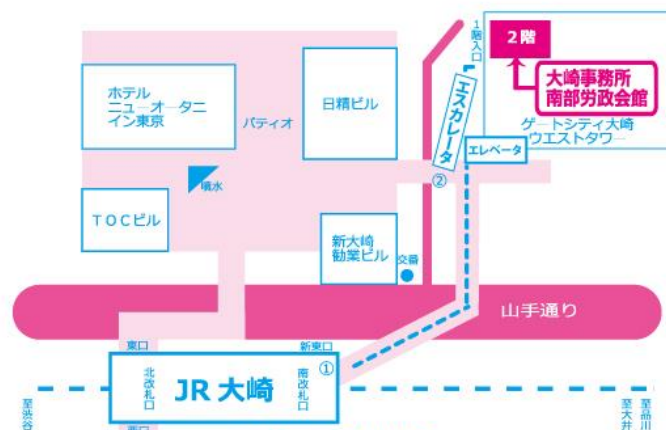 1階入口
2階
大崎事務所
南部労政会館
ゲートシティ大崎
ウエストタワー
エスカレータ
エレベータ
②
ホテル
ニューオータニ
イン東京
パティオ
日精ビル
噴水
TOCビル
新大崎
勧業ビル
交番
山手通り
東口
新東口
①
北改札口
JR大崎
南改札口
西口
至渋谷
至大井
至品川